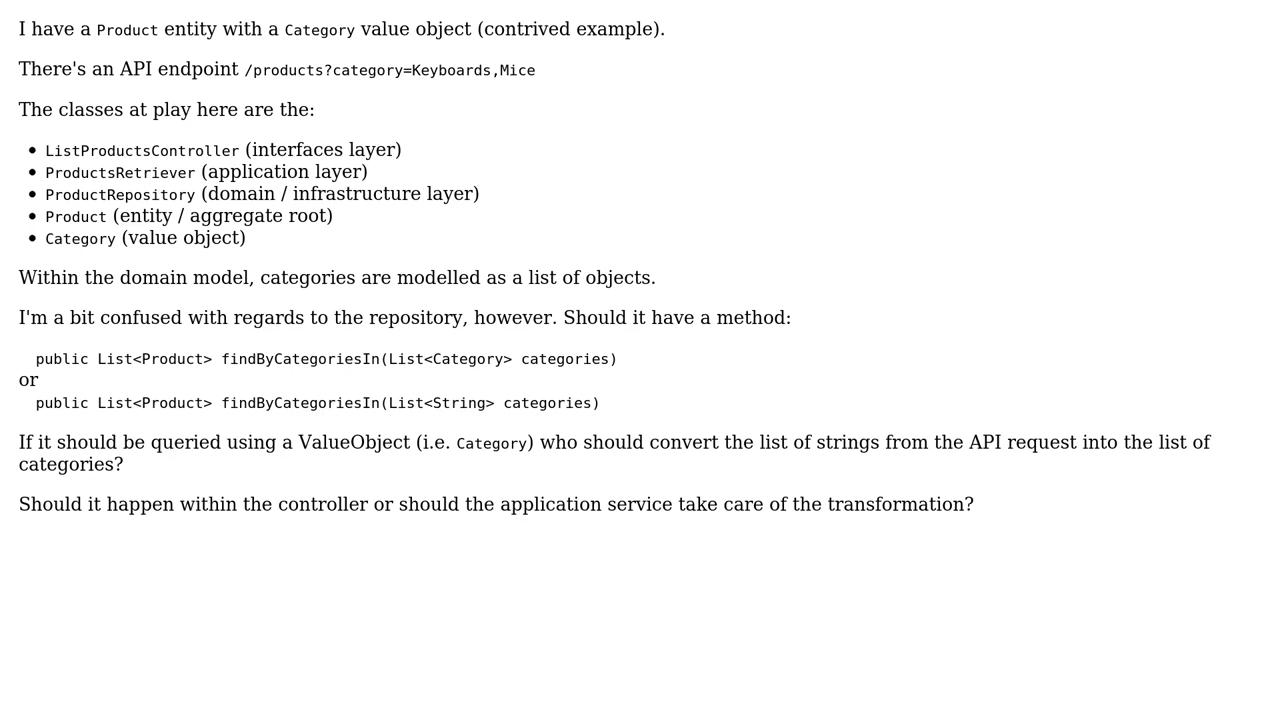 I have a Product entity with a Category value object (contrived example).
There's an API endpoint /products?category=Keyboards,Mice
The classes at play here are the:
• ListProductsController (interfaces layer)
• ProductsRetriever (application layer)
• ProductRepository (domain / infrastructure layer)
• Product (entity / aggregate root)
• Category (value object)
Within the domain model, categories are modelled as a list of objects.
I'm a bit confused with regards to the repository, however. Should it have a method:
public List<Product> findByCategoriesIn(List<Category> categories)
or
public List<Product> findByCategoriesIn(List<String> categories)
If it should be queried using a ValueObject (i.e. Category) who should convert the list of strings from the API request into the list of
categories?
Should it happen within the controller or should the application service take care of the transformation?